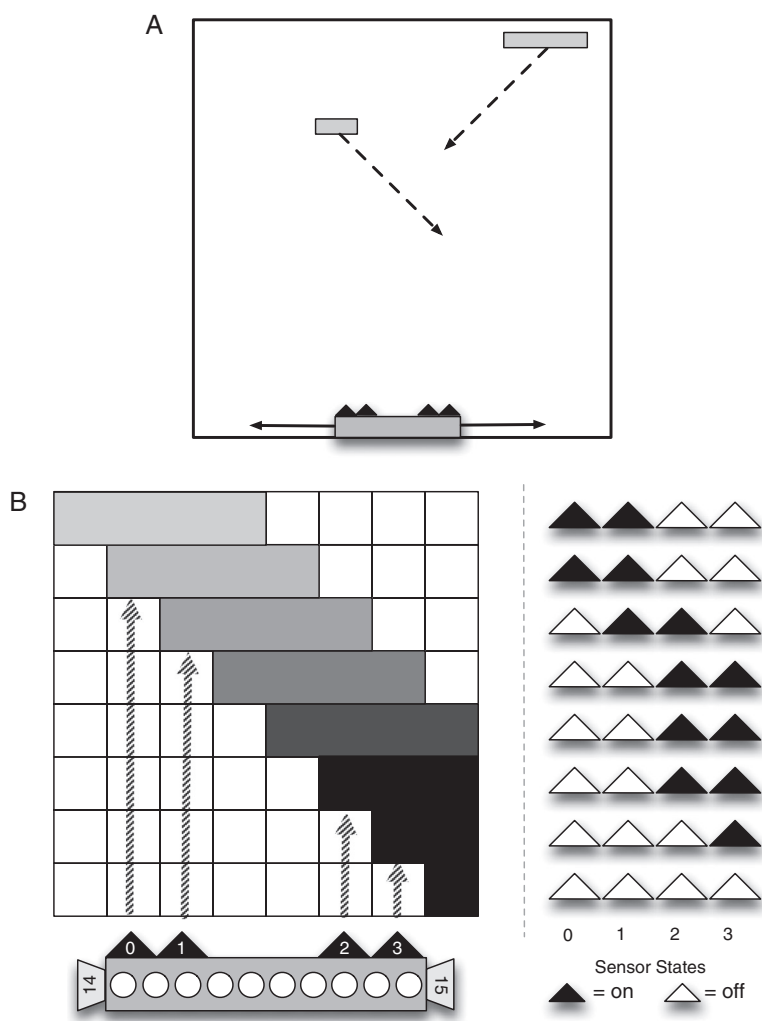 A
B
0 1 2 3
14 15
0 1 2 3
Sensor States
= on = off